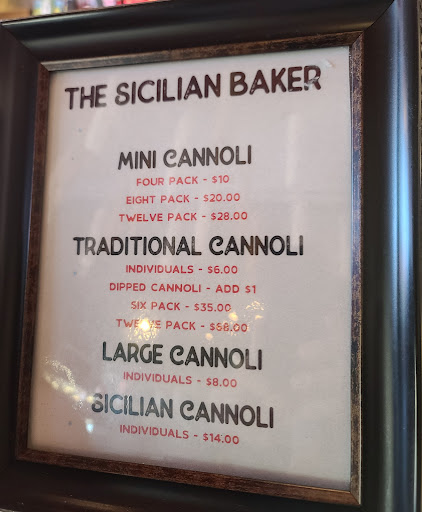 THE SICILIAN BAKER
MINI CANNOLI
FOUR PACK - $10
EIGHT PACK - $20.00
TWELVE PACK - $28.00
TRADITIONAL CANNOLI
INDIVIDUALS - $6.00
DIPPED CANNOLI - ADD $1
SIX PACK - $35.00
TWELVE PACK -
LARGE CANNOLI
INDIVIDUALS - $8.00
SICILIAN CANNOLI
INDIVIDUALS - $14.00